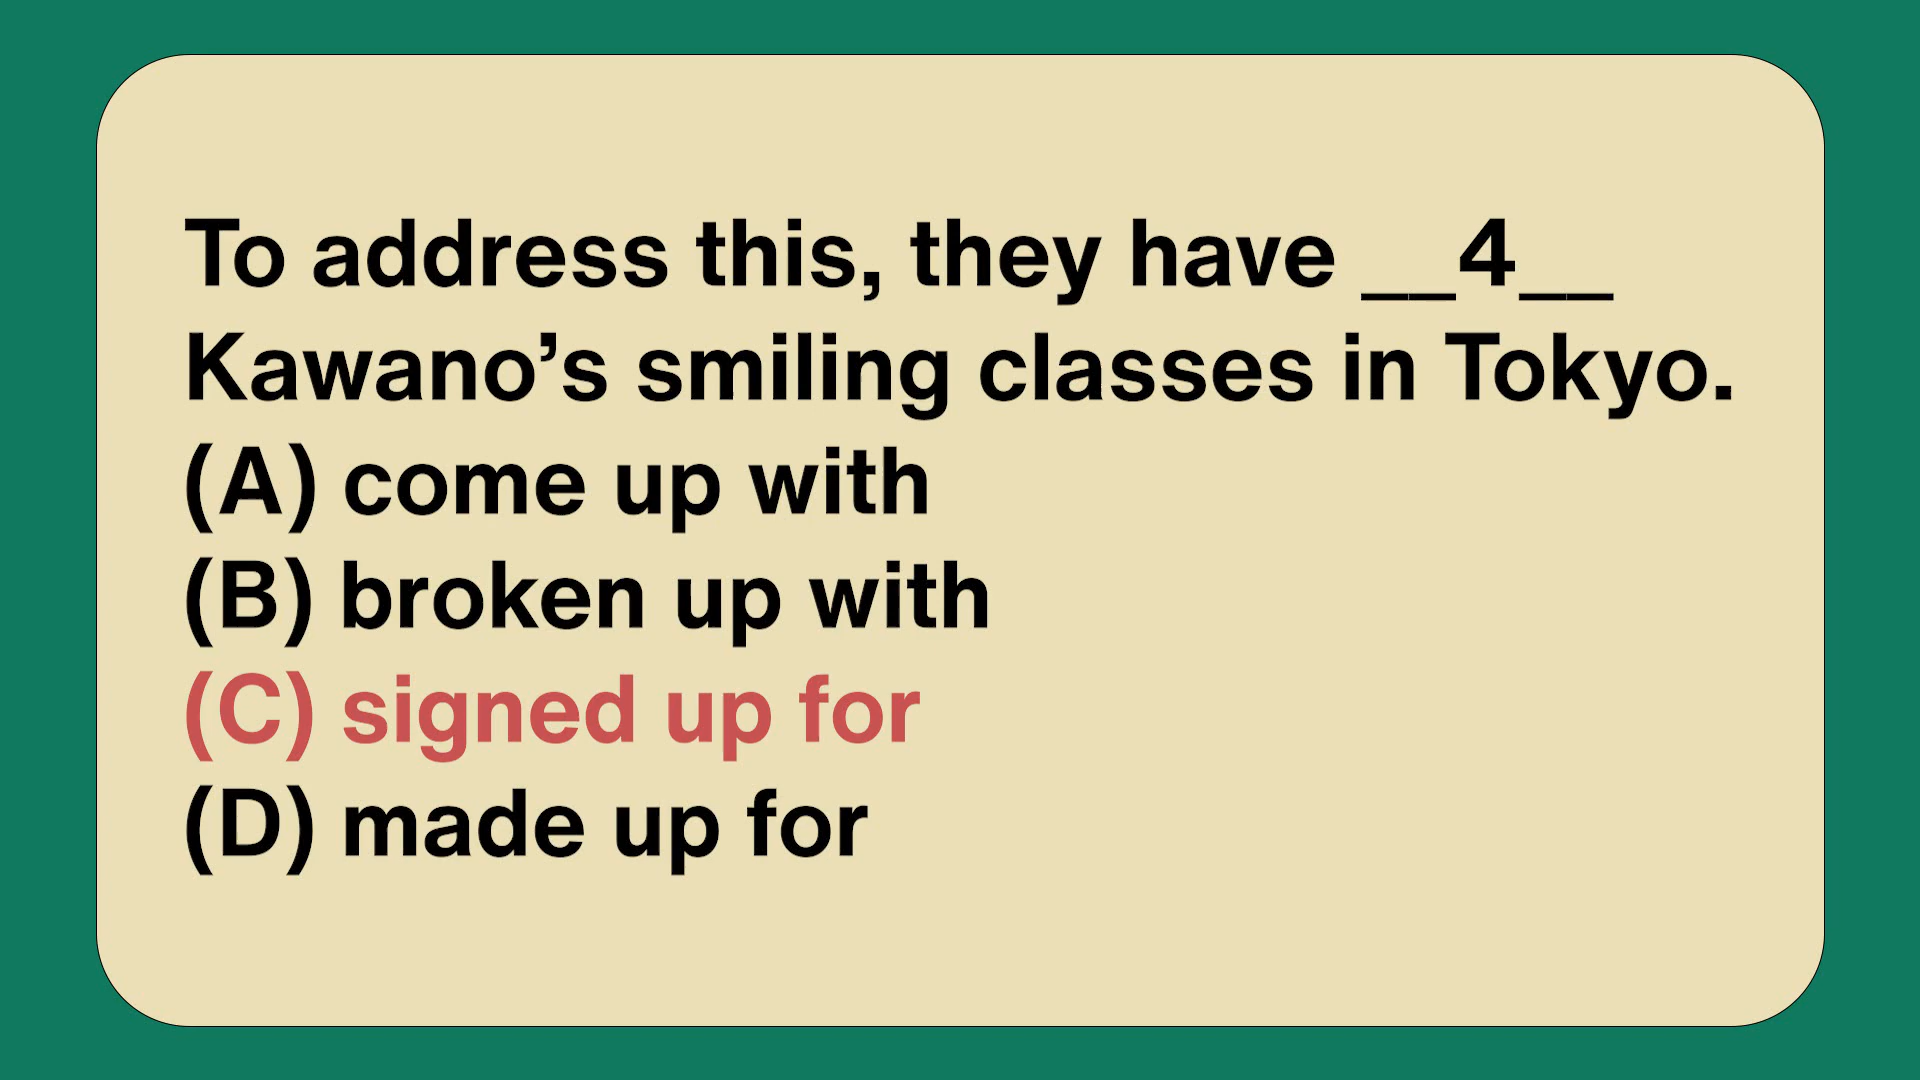 To address this, they have __4__
Kawano’s smiling classes in Tokyo.
(A) come up with
(B) broken up with
(C) signed up for
(D) made up for